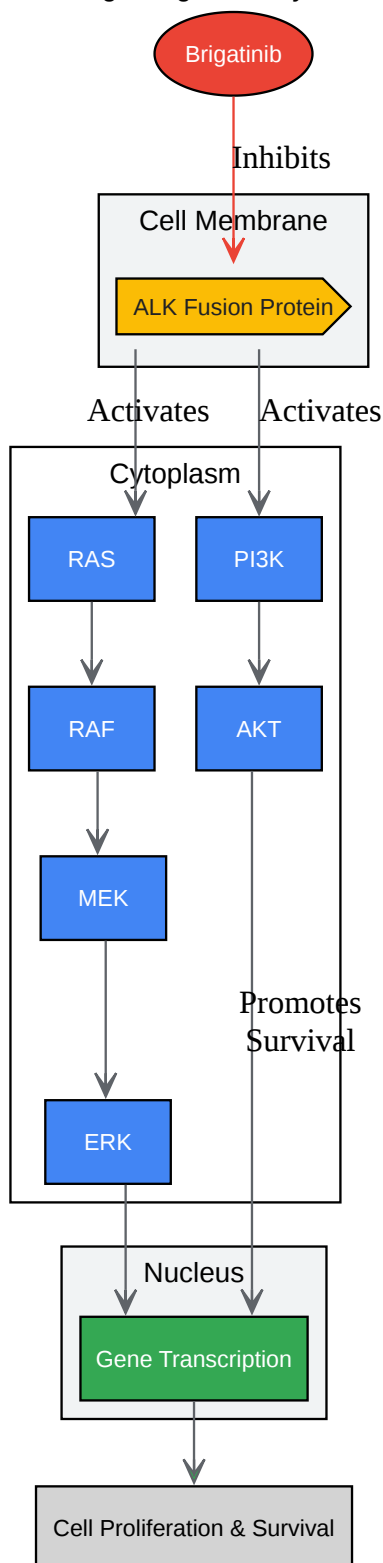 Brigatinib
Inhibits
Cell Membrane
ALK Fusion Protein
Activates
Activates
Cytoplasm
RAS
PI3K
RAF
AKT
MEK
Promotes
Survival
ERK
Nucleus
Gene Transcription
Cell Proliferation & Survival